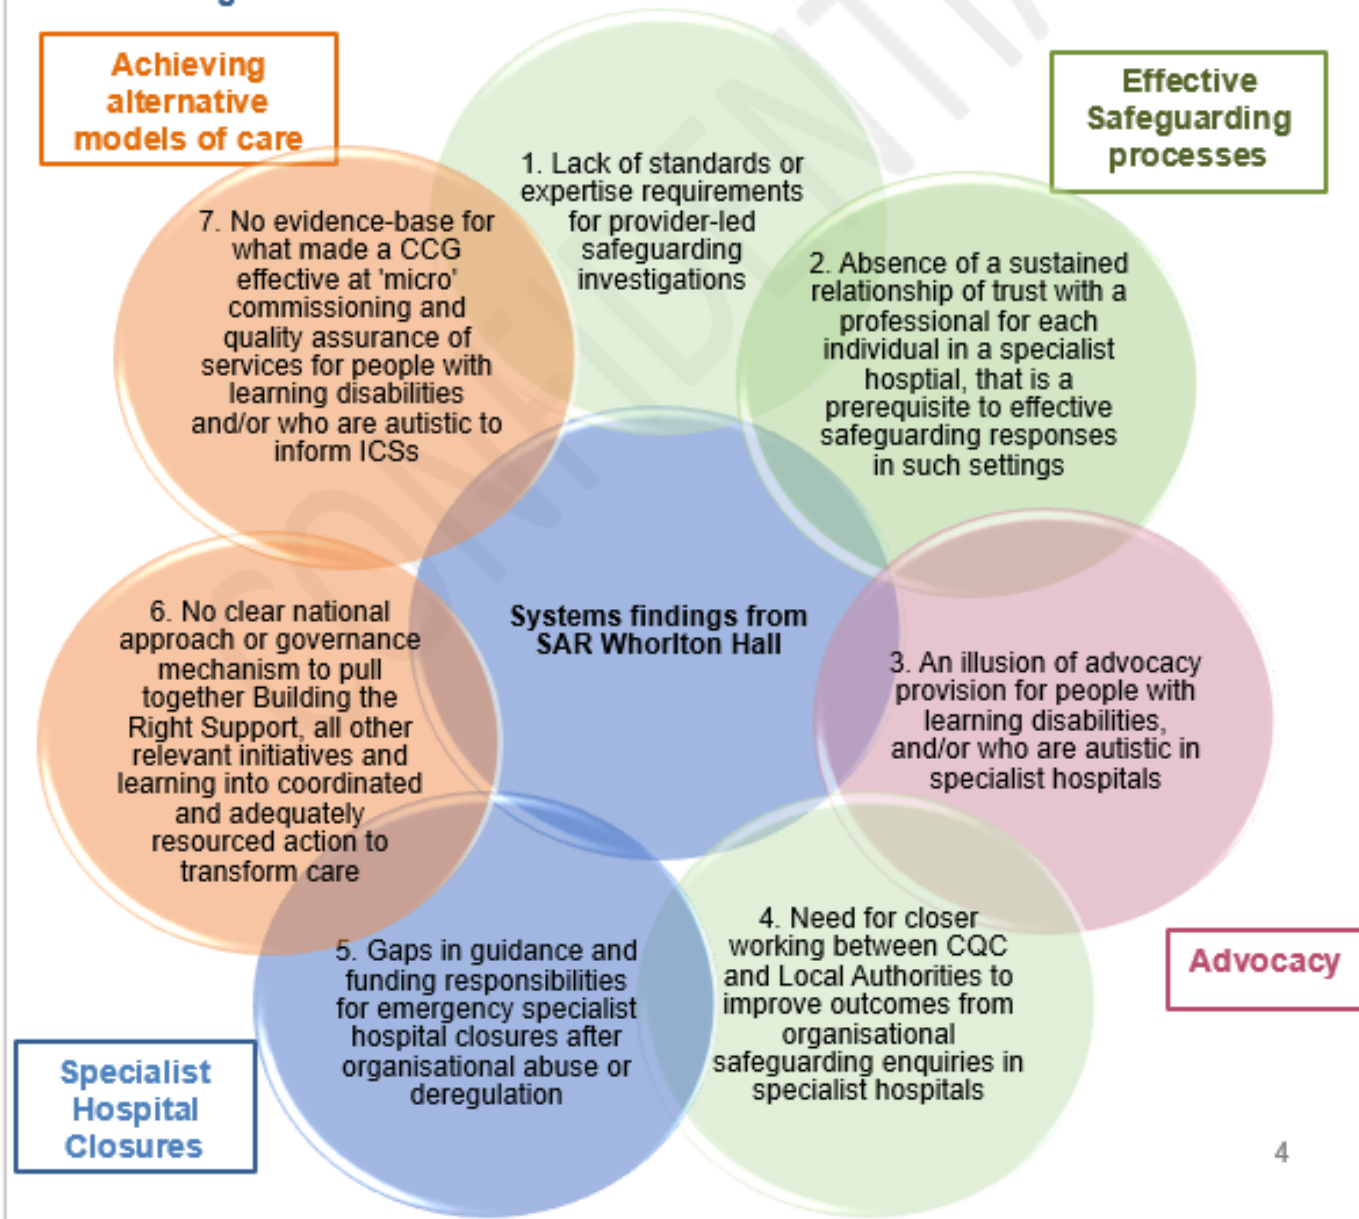 Achieving
alternative
models of care
Effective
Safeguarding
processes
1. Lack of standards or
expertise requirements
for provider-led
safeguarding
investigations
2. Absence of a sustained
relationship of trust with a
professional for each
individual in a specialist
hosptial, that is a
prerequisite to effective
safeguarding responses
in such settings
3. An illusion of advocacy
provision for people with
learning disabilities,
and/or who are autistic in
specialist hospitals
Advocacy
4. Need for closer
working between CQC
and Local Authorities to
improve outcomes from
organisational
safeguarding enquiries in
specialist hospitals
5. Gaps in guidance and
funding responsibilities
for emergency specialist
hospital closures after
organisational abuse or
deregulation
Specialist
Hospital
Closures
6. No clear national
approach or governance
mechanism to pull
together Building the
Right Support, all other
relevant initiatives and
learning into coordinated
and adequately
resourced action to
transform care
7. No evidence-base for
what made a CCG
effective at 'micro'
commissioning and
quality assurance of
services for people with
learning disabilities
and/or who are autistic to
inform ICSs
Systems findings from
SAR Whorlton Hall
CONFIDENTIA
4